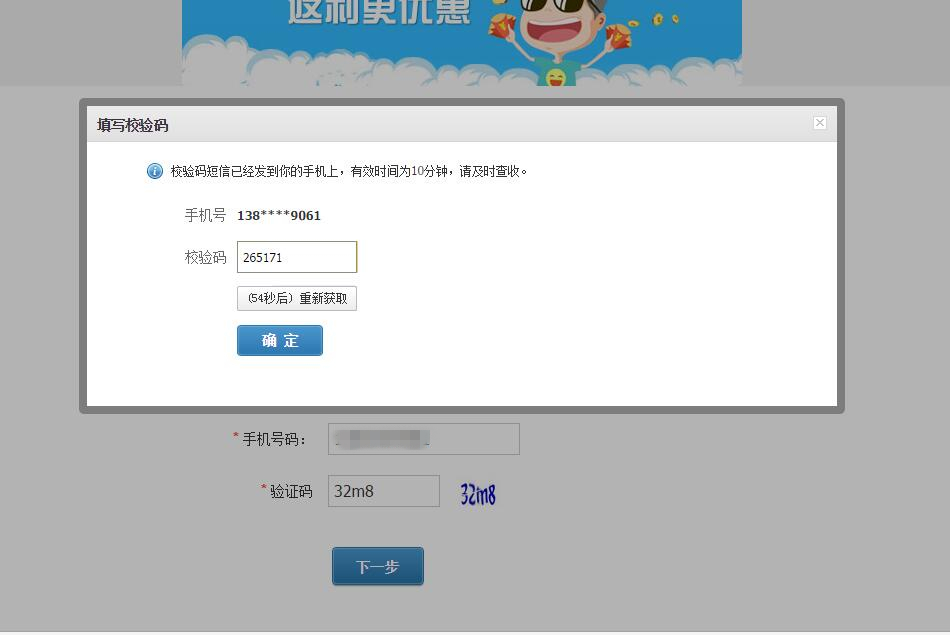 返利更优惠
填写校验码
校验码短信已经发到你的手机上，有效时间为10分钟，请及时查收。
手机号 138****9061
校验码 265171
（54秒后）重新获取
确 定
*手机号码：
*验证码 32m8 32m8
下一步